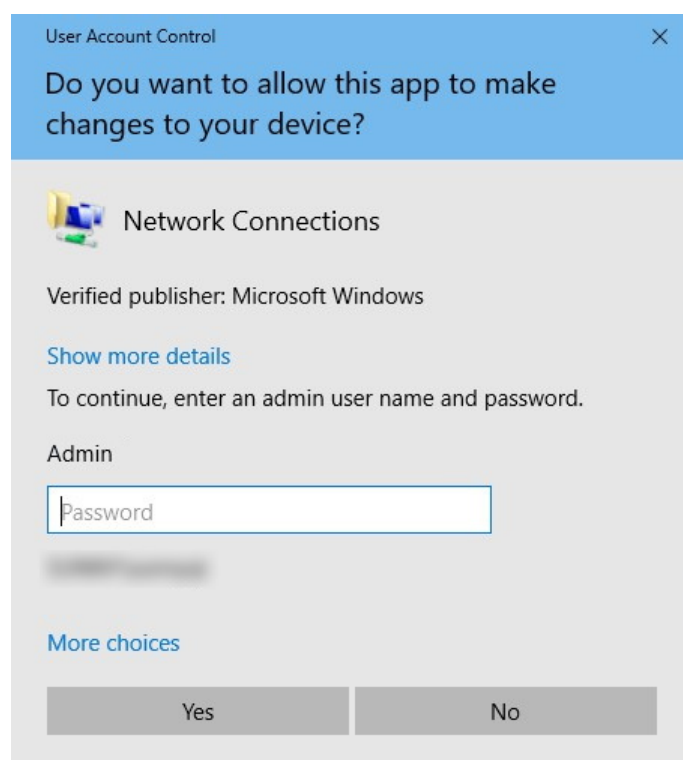 User Account Control
Do you want to allow this app to make
changes to your device?
Network Connections
Verified publisher: Microsoft Windows
Show more details
To continue, enter an admin user name and password.
Admin
Password
More choices
Yes
No